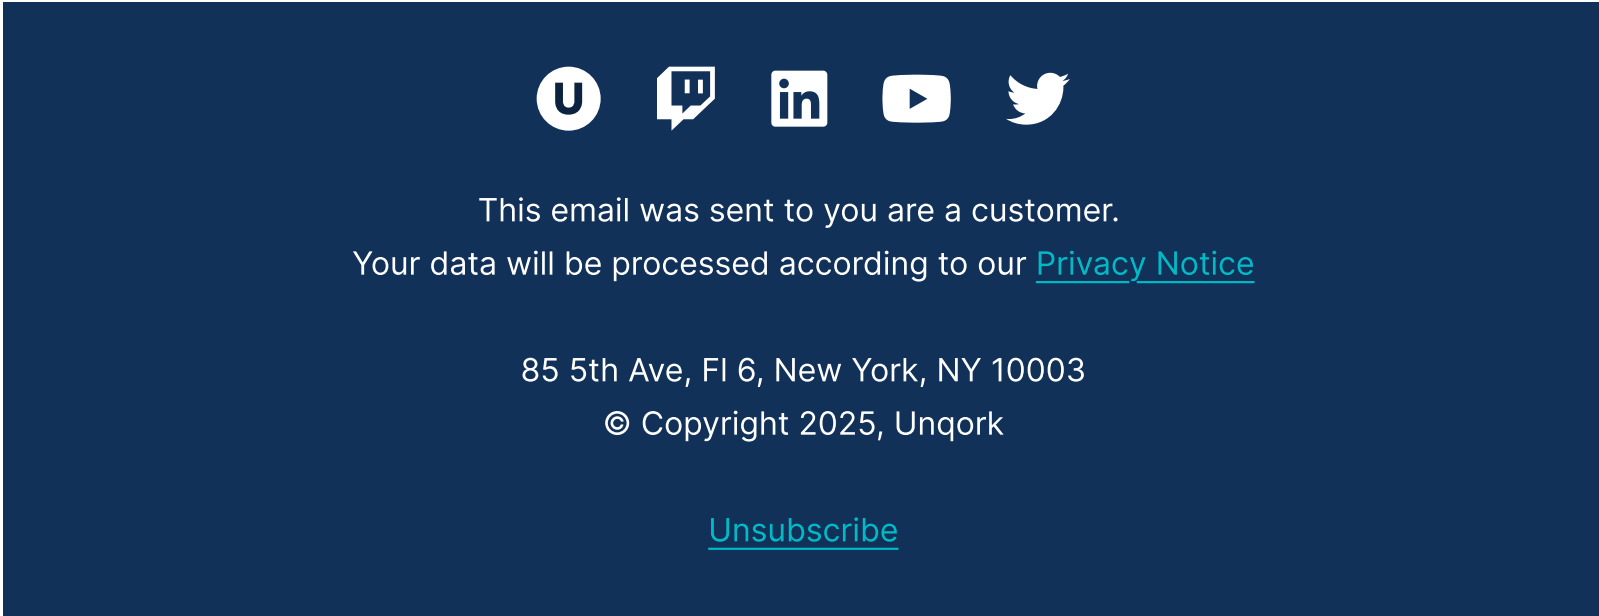 U in
This email was sent to you are a customer.
Your data will be processed according to our Privacy Notice
85 5th Ave, Fl 6, New York, NY 10003
© Copyright 2025, Unqork
Unsubscribe